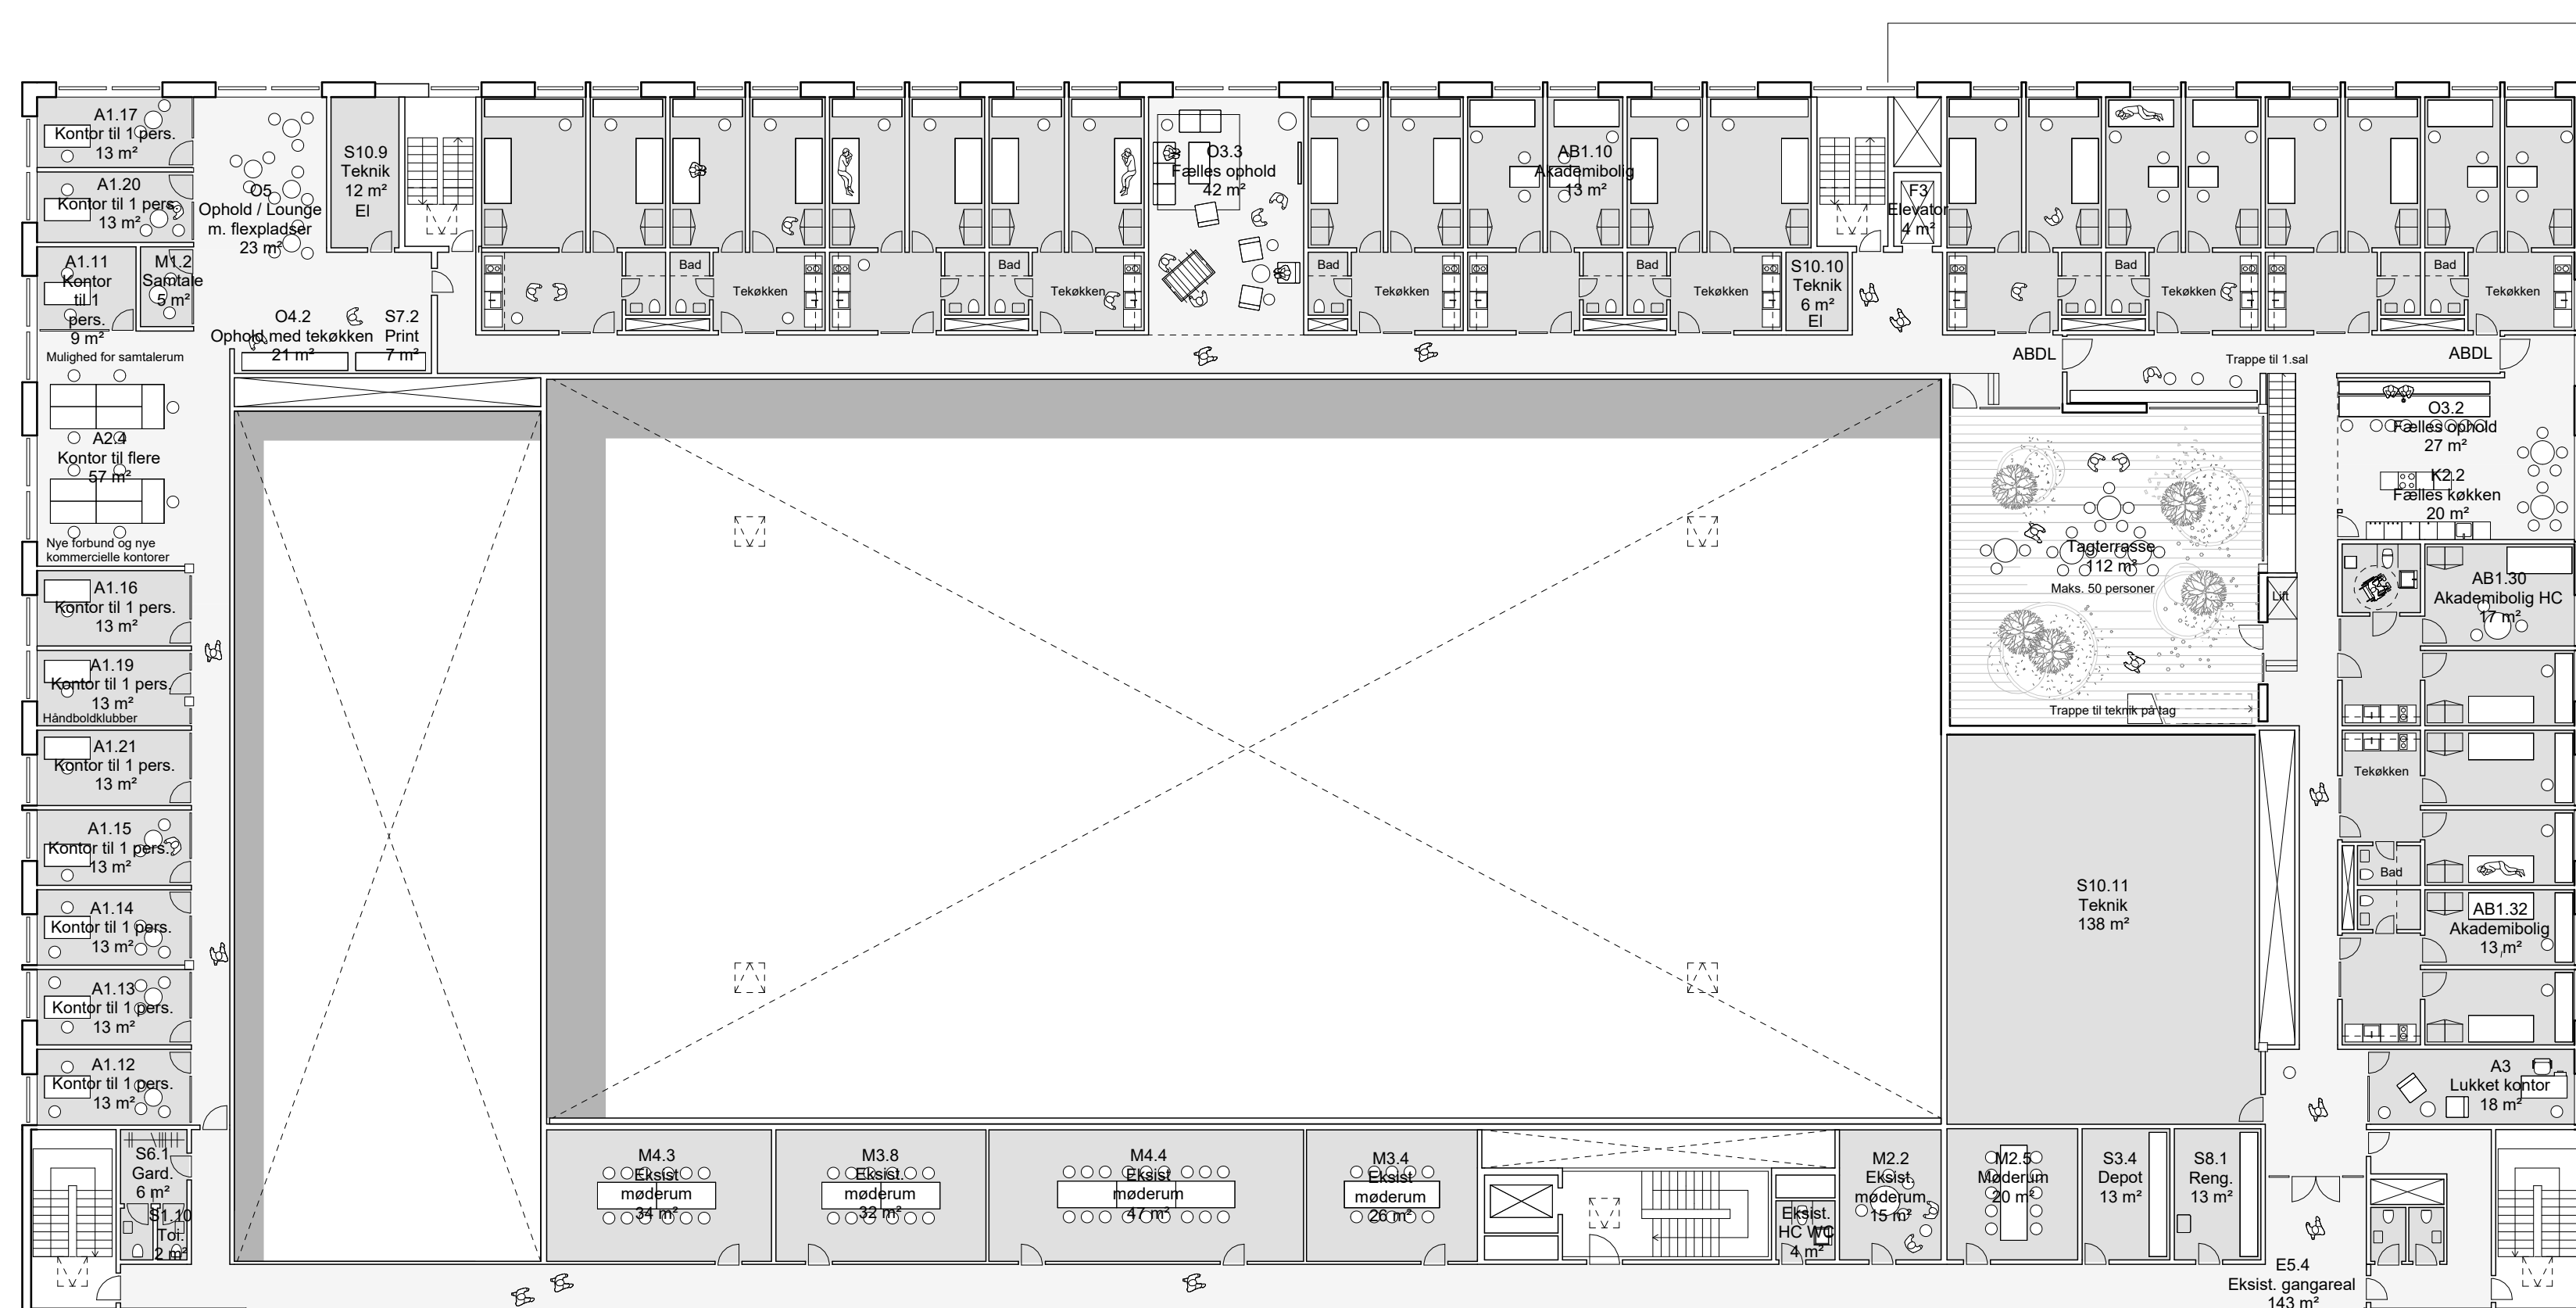 A1.17
Kontor til 1 pers.
13 m²
A1.20
Kontor til 1 pers.
13 m²
A1.11
Kontor
til 1
pers.
9 m²
M1.2
Samtale
5 m²
O5
Ophold / Lounge
m. flexpladser
23 m²
S10.9
Teknik
12 m²
El
O4.2
Ophold med tekøkken
21 m²
S7.2
Print
7 m²
Mulighed for samtalerum
A2.4
Kontor til flere
57 m²
Nye forbund og nye
kommercielle kontorer
A1.16
Kontor til 1 pers.
13 m²
A1.19
Kontor til 1 pers.
13 m²
Håndboldklubber
A1.21
Kontor til 1 pers.
13 m²
A1.15
Kontor til 1 pers.
13 m²
A1.14
Kontor til 1 pers.
13 m²
A1.13
Kontor til 1 pers.
13 m²
A1.12
Kontor til 1 pers.
13 m²
S6.1
Gard.
6 m²
S1.10
Toi.
2 m²
Bad
Tekøkken
Bad
Tekøkken
O3.3
Fælles ophold
42 m²
Bad
Tekøkken
AB1.10
Akademibolig
13 m²
Bad
Tekøkken
S10.10
Teknik
6 m²
El
F3
Elevator
4 m²
Bad
Tekøkken
Bad
Tekøkken
ABDL
Trappe til 1.sal
ABDL
O3.2
Fælles ophold
27 m²
K2.2
Fælles køkken
20 m²
Tagterrasse
112 m²
Maks. 50 personer
Lift
Trappe til teknik på tag
AB1.30
Akademibolig HC
17 m²
Tekøkken
Bad
AB1.32
Akademibolig
13 m²
S10.11
Teknik
138 m²
A3
Lukket kontor
18 m²
M4.3
Eksist
møderum
34 m²
M3.8
Eksist.
møderum
32 m²
M4.4
Eksist
møderum
47 m²
M3.4
Eksist
møderum
26 m²
Eksist.
HC WC
4 m²
M2.2
Eksist.
møderum
15 m²
M2.5
Møderum
20 m²
S3.4
Depot
13 m²
S8.1
Reng.
13 m²
E5.4
Eksist. gangareal
143 m²